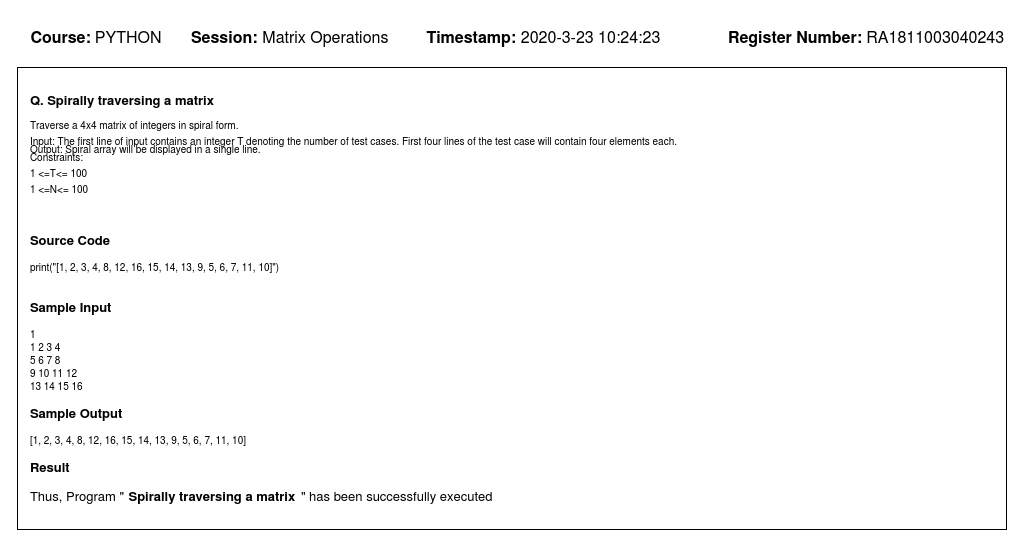 Course: PYTHON Session: Matrix Operations Timestamp: 2020-3-23 10:24:23 Register Number: RA1811003040243
Q. Spirally traversing a matrix
Traverse a 4x4 matrix of integers in spiral form.
Input: The first line of input contains an integer T denoting the number of test cases. First four lines of the test case will contain four elements each.
Output: Spiral array will be displayed in a single line.
Constraints:
1 <=T<= 100
1 <=N<= 100
Source Code
print("[1, 2, 3, 4, 8, 12, 16, 15, 14, 13, 9, 5, 6, 7, 11, 10]")
Sample Input
1
1 2 3 4
5 6 7 8
9 10 11 12
13 14 15 16
Sample Output
[1, 2, 3, 4, 8, 12, 16, 15, 14, 13, 9, 5, 6, 7, 11, 10]
Result
Thus, Program " Spirally traversing a matrix " has been successfully executed